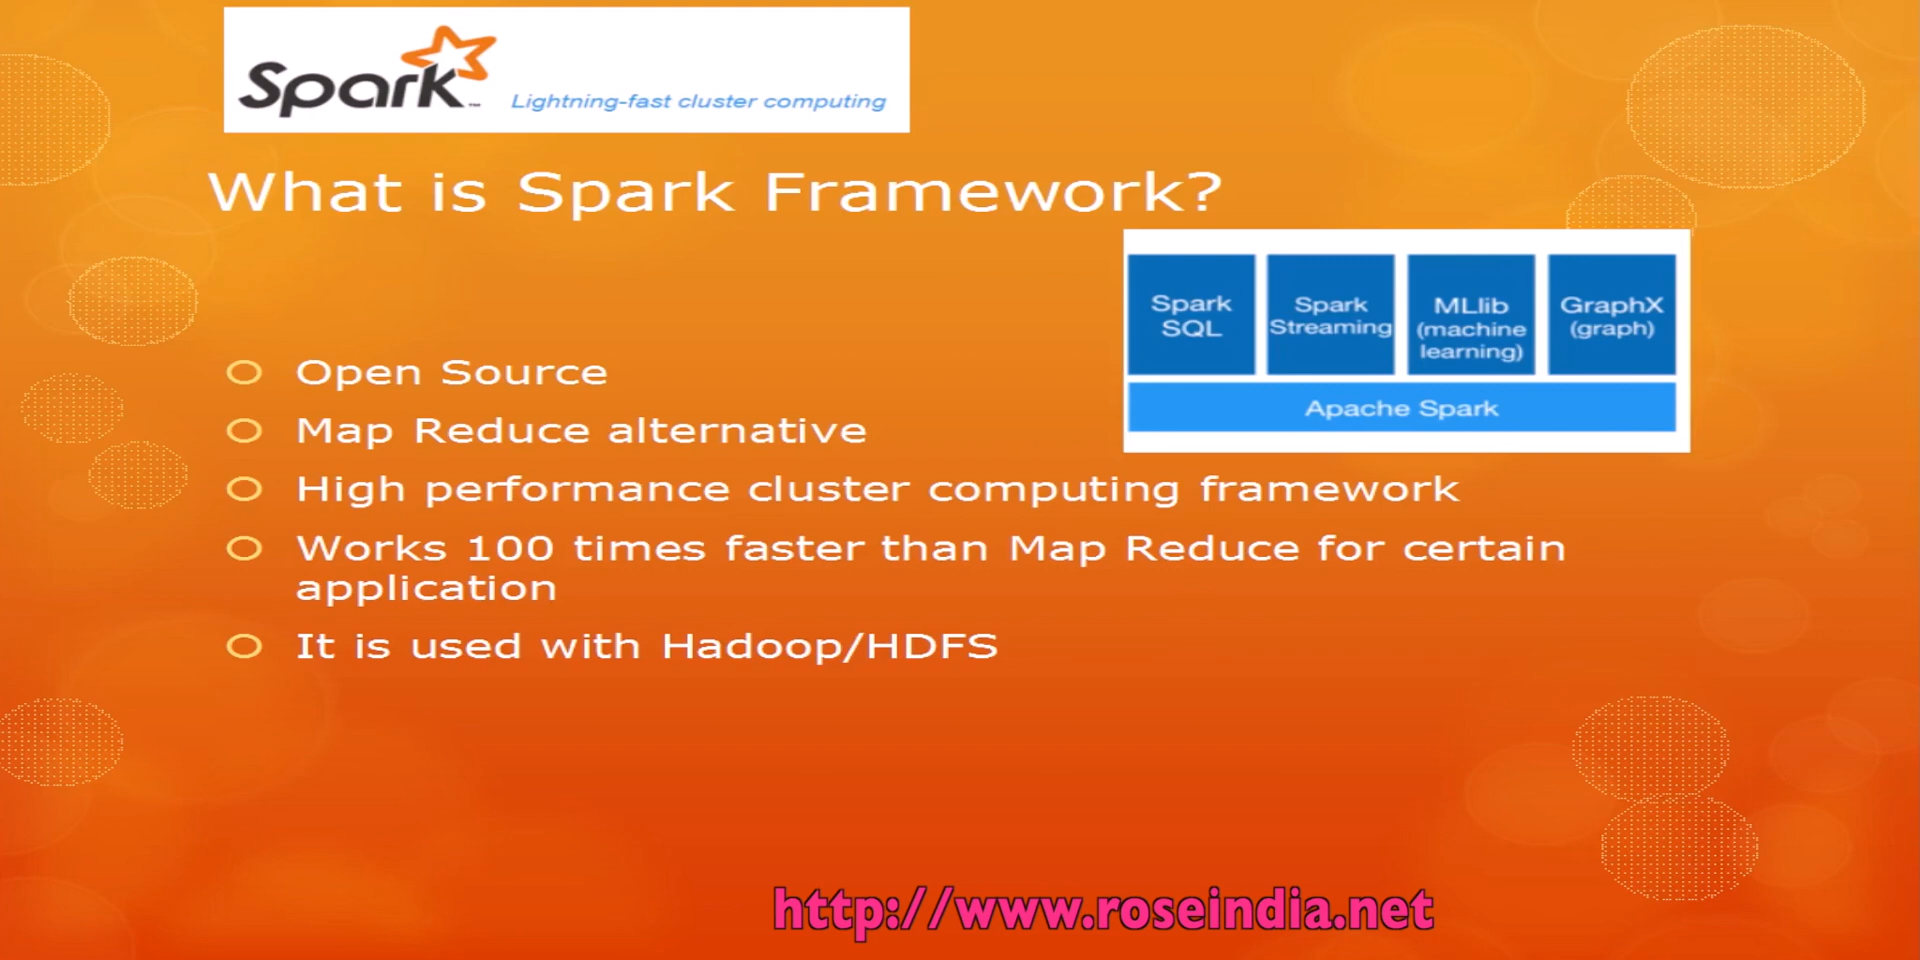 Spark™ Lightning-fast cluster computing
What is Spark Framework?
Spark
SQL
Spark
Streaming
MLlib
(machine
learning)
GraphX
(graph)
Apache Spark
Open Source
Map Reduce alternative
High performance cluster computing framework
Works 100 times faster than Map Reduce for certain
application
It is used with Hadoop/HDFS
http://www.roseindia.net